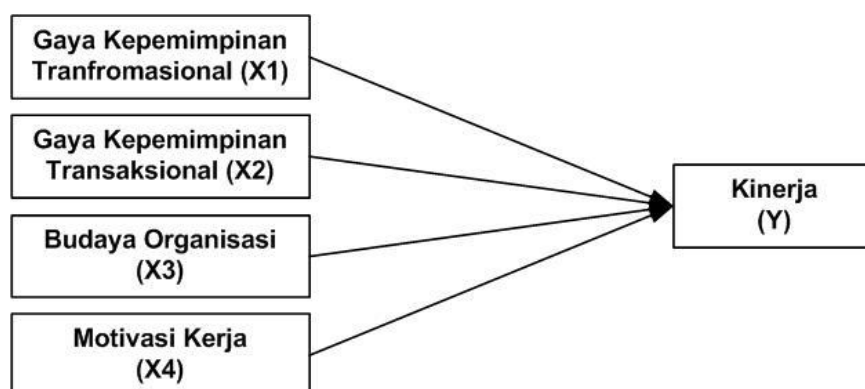 Gaya Kepemimpinan
Tranfromasional (X1)
Gaya Kepemimpinan
Transaksional (X2)
Budaya Organisasi
(X3)
Motivasi Kerja
(X4)
Kinerja
(Y)